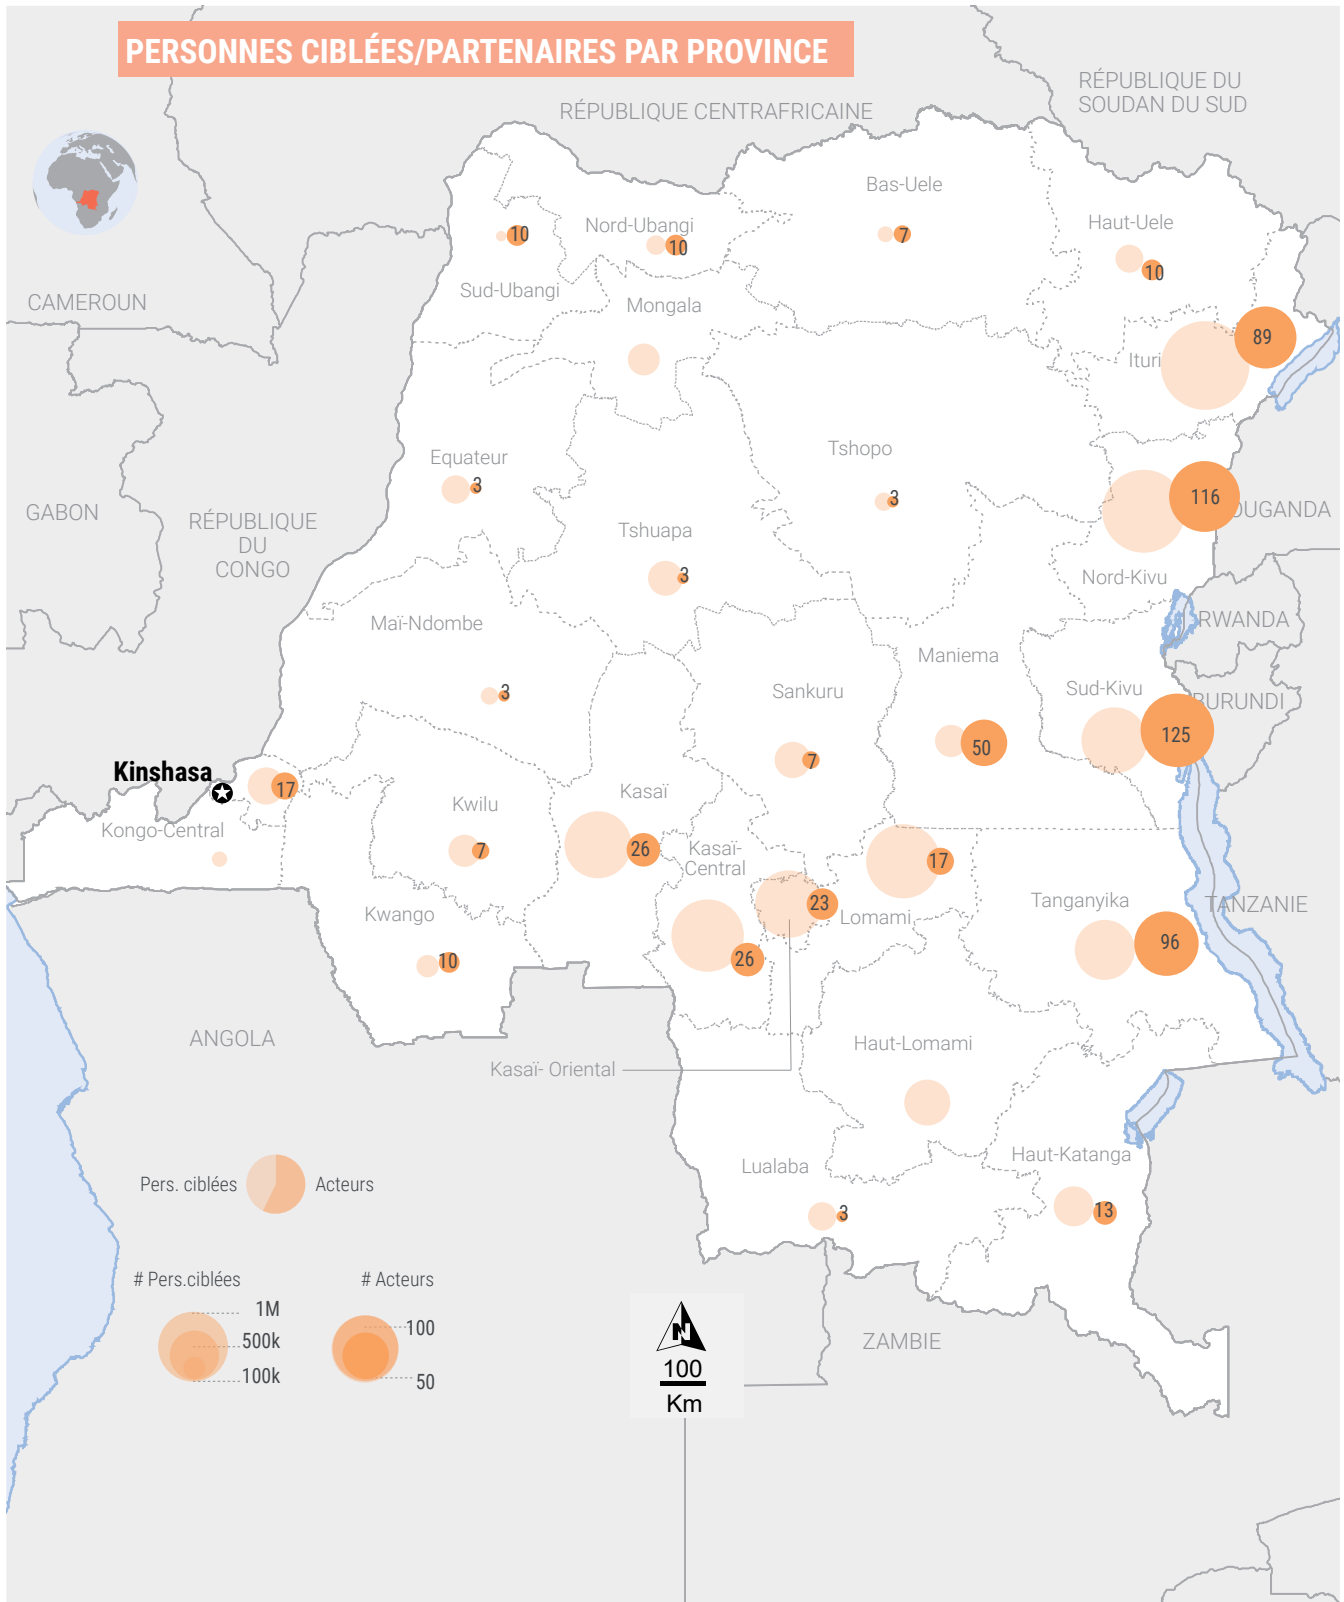 PERSONNES CIBLÉES/PARTENAIRES PAR PROVINCE
RÉPUBLIQUE DU
SOUDAN DU SUD
RÉPUBLIQUE CENTRAFRICAINE
Bas-Uele
7
Haut-Uele
10
Nord-Ubangi
10
10
Sud-Ubangi
Mongala
CAMEROUN
Ituri
89
Equateur
3
Tshopo
3
GABON
RÉPUBLIQUE
DU
CONGO
116
OUGANDA
Nord-Kivu
Tshuapa
3
Maï-Ndombe
3
RWANDA
Maniema
50
Sankuru
7
Sud-Kivu
125
BURUNDI
Kinshasa
17
Kongo-Central
Kwilu
7
Kasaï
26
Kasaï-
Central
26
23
17
Lomami
Kwango
10
Tanganyika
96
TANZANIE
ANGOLA
Kasaï- Oriental
Haut-Lomami
Lualaba
3
Haut-Katanga
13
Pers. ciblées
Acteurs
# Pers.ciblées
1M
500k
100k
# Acteurs
100
50
N
100
Km
ZAMBIE